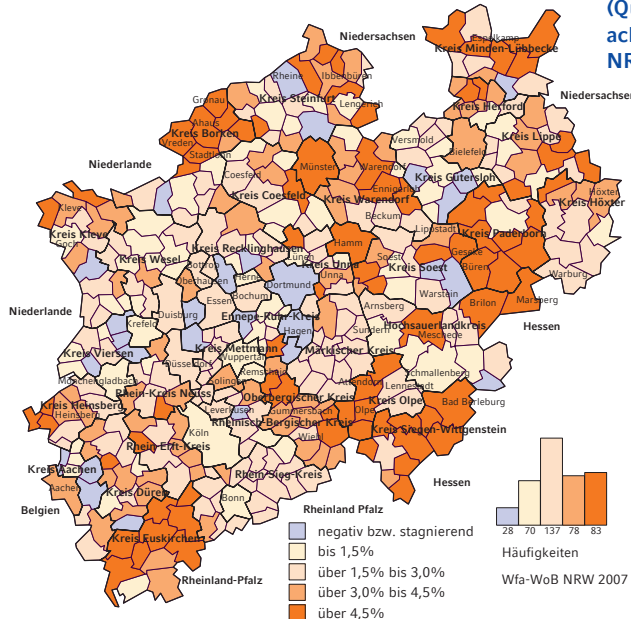 (Q
ach
NR
Niedersachsen
Espelkamp
Kreis Minden-Lübbecke
Rheine
Ibbenbüren
Kreis Steinfurt
Gronau
Lengerich
Kreis Herford
Niedersachsen
Ahaus
Kreis Borken
Vreden
Stadtlohn
Versmold
Bielefeld
Kreis Lippe
Niederlande
Coesfeld
Münster
Warendorf
Kreis Gütersloh
Ennigerloh
Kreis Coesfeld
Kreis Warendorf
Höxter
Kreis Höxter
Kleve
Beckum
Kreis Kleve
Goch
Lippstadt
Kreis Paderborn
Hamm
Kreis Recklinghausen
Lünen
Kreis Wesel
Bottrop
Kreis Unna
Soest
Kreis Soest
Geseke
Büren
Warburg
Oberhausen
Herne
Unna
Dortmund
Essen
Bochum
Warstein
Brilon
Marsberg
Niederlande
Duisburg
Ennepe-Ruhr-Kreis
Arnsberg
Krefeld
Hagen
Sundern
Hochsauerlandkreis
Meschede
Hessen
Kreis Viersen
Kreis Mettmann
Wuppertal
Märkischer Kreis
Düsseldorf
Remscheid
Schmallenberg
Mönchengladbach
Solingen
Attendorn
Lennestadt
Rhein-Kreis Neuss
Oberbergischer Kreis
Kreis Olpe
Bad Berleburg
Kreis Heinsberg
Heinsberg
Leverkusen
Gummersbach
Olpe
Rheinisch-Bergischer Kreis
Kreis Siegen-Wittgenstein
Köln
Wiehl
Rhein Erft-Kreis
Kreis Aachen
Rhein-Sieg-Kreis
Aachen
Kreis Düren
Hessen
Bonn
Belgien
Rheinland Pfalz
Kreis Euskirchen
Rheinland-Pfalz
negativ bzw. stagnierend
bis 1,5%
über 1,5% bis 3,0%
über 3,0% bis 4,5%
über 4,5%
28 70 137 78 83
Häufigkeiten
Wfa-WoB NRW 2007